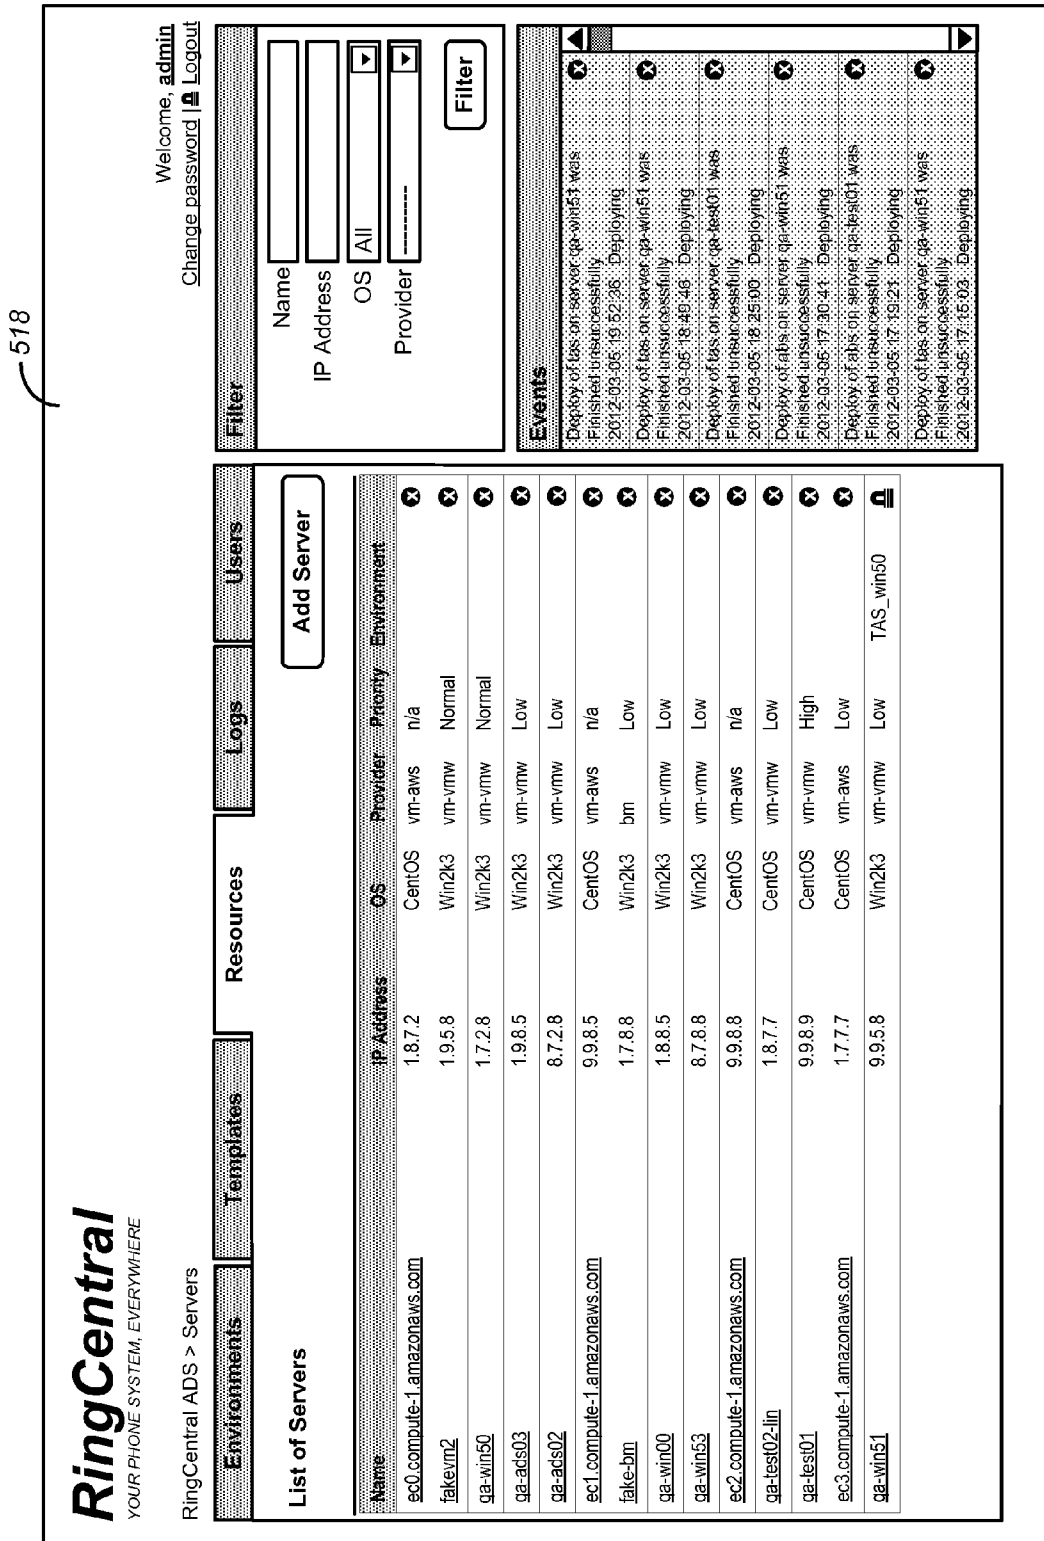 518
RingCentral
YOUR PHONE SYSTEM, EVERYWHERE
Welcome, admin
Change password | Logout
RingCentral ADS > Servers
Environments Templates Resources Logs Users
List of Servers
Add Server
Name IP Address OS Provider Priority Environment
ec0.compute-1.amazonaws.com 1.8.7.2 CentOS vm-aws n/a
fakevm2 1.9.5.8 Win2k3 vm-vmw Normal
qa-win50 1.7.2.8 Win2k3 vm-vmw Normal
qa-ads03 1.9.8.5 Win2k3 vm-vmw Low
qa-ads02 8.7.2.8 Win2k3 vm-vmw Low
ec1.compute-1.amazonaws.com 9.9.8.5 CentOS vm-aws n/a
fake-bm 1.7.8.8 Win2k3 bm Low
qa-win00 1.8.8.5 Win2k3 vm-vmw Low
qa-win53 8.7.8.8 Win2k3 vm-vmw Low
ec2.compute-1.amazonaws.com 9.9.8.8 CentOS vm-aws n/a
qa-test02-lin 1.8.7.7 CentOS vm-vmw Low
qa-test01 9.9.8.9 CentOS vm-vmw High
ec3.compute-1.amazonaws.com 1.7.7.7 CentOS vm-aws Low
qa-win51 9.9.5.8 Win2k3 vm-vmw Low TAS_win50
Filter
Name
IP Address
OS All
Provider ---------
Filter
Events
Deploy of tas on server qa-win51 was
Finished unsuccessfully
2012-03-05 19:52:36 Deploying
Deploy of tas on server qa-win51 was
Finished unsuccessfully
2012-03-05 18:49:46 Deploying
Deploy of tas on server qa-test01 was
Finished unsuccessfully
2012-03-05 18:25:00 Deploying
Deploy of abs on server qa-win51 was
Finished unsuccessfully
2012-03-05 17:30:41 Deploying
Deploy of abs on server qa-test01 was
Finished unsuccessfully
2012-03-05 17:19:21 Deploying
Deploy of tas on server qa-win51 was
Finished unsuccessfully
2012-03-05 17:15:03 Deploying